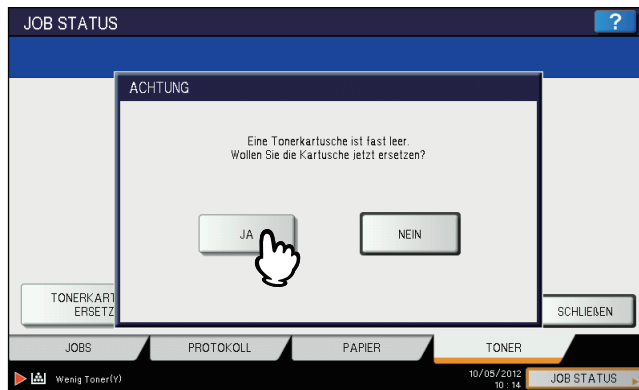 JOB STATUS
?
ACHTUNG
Eine Tonerkartusche ist fast leer.
Wollen Sie die Kartusche jetzt ersetzen?
JA
NEIN
TONERKART
ERSETZ
SCHLIEßEN
JOBS
PROTOKOLL
PAPIER
TONER
Wenig Toner(Y)
10/05/2012
10 : 14
JOB STATUS